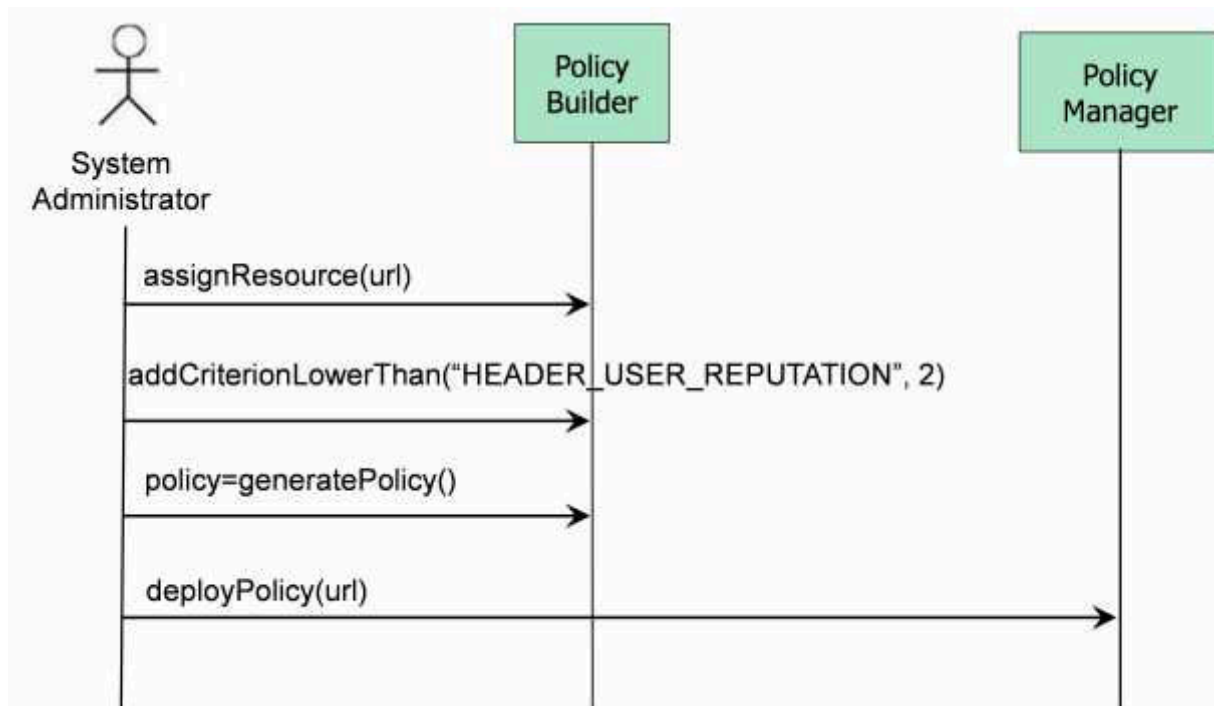 Policy
Builder
Policy
Manager
System
Administrator
assignResource(url)
addCriterionLowerThan(“HEADER_USER_REPUTATION”, 2)
policy=generatePolicy()
deployPolicy(url)